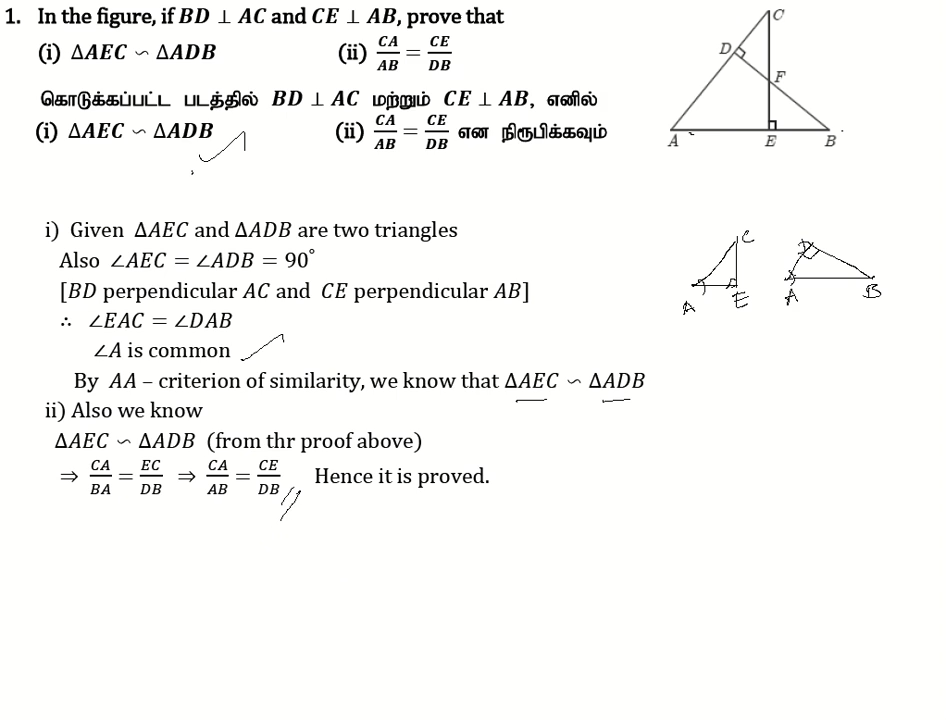 1. In the figure, if BD ⊥ AC and CE ⊥ AB, prove that
(i) ΔAEC ∽ ΔADB (ii) CA/AB = CE/DB
கொடுக்கப்பட்ட படத்தில் BD ⊥ AC மற்றும் CE ⊥ AB, எனில்
(i) ΔAEC ∽ ΔADB (ii) CA/AB = CE/DB என நிரூபிக்கவும்
C
D
F
A E B
i) Given ΔAEC and ΔADB are two triangles
Also ∠AEC = ∠ADB = 90°
[BD perpendicular AC and CE perpendicular AB]
∴ ∠EAC = ∠DAB
∠A is common
By AA – criterion of similarity, we know that ΔAEC ∽ ΔADB
ii) Also we know
ΔAEC ∽ ΔADB (from thr proof above)
⇒ CA/BA = EC/DB ⇒ CA/AB = CE/DB Hence it is proved.
C D
A E A B